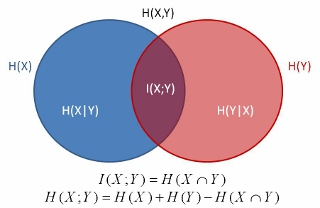 H(X,Y)
H(X)
H(Y)
I(X;Y)
H(X|Y)
H(Y|X)
I(X;Y) = H(X ∩ Y)
H(X;Y) = H(X) + H(Y) − H(X ∩ Y)